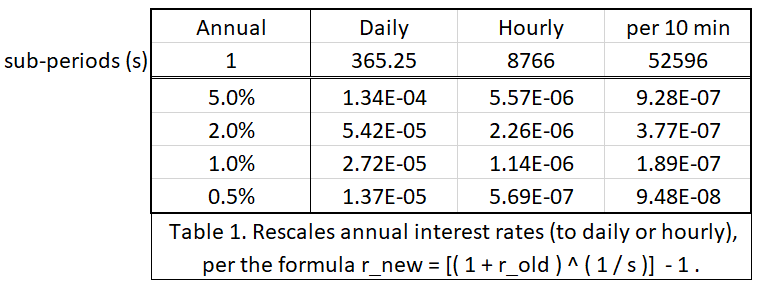 Annual Daily Hourly per 10 min
sub-periods (s) 1 365.25 8766 52596
5.0% 1.34E-04 5.57E-06 9.28E-07
2.0% 5.42E-05 2.26E-06 3.77E-07
1.0% 2.72E-05 1.14E-06 1.89E-07
0.5% 1.37E-05 5.69E-07 9.48E-08
Table 1. Rescales annual interest rates (to daily or hourly),
per the formula r_new = [( 1 + r_old ) ^ ( 1 / s )] - 1 .